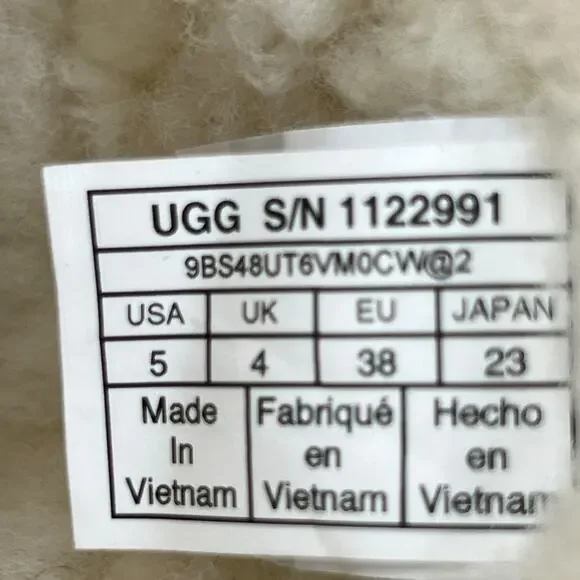 UGG S/N 1122991
9BS48UT6VM0CW@2
USA UK EU JAPAN
5 4 38 23
Made Fabriqué Hecho
In en en
Vietnam Vietnam Vietnam